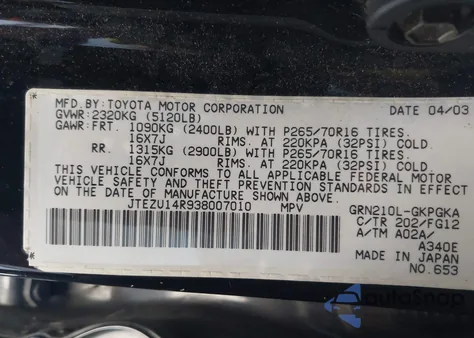 MFD.BY:TOYOTA MOTOR CORPORATION DATE 04/03
GVWR:2320KG (5120LB)
GAWR:FRT. 1090KG (2400LB) WITH P265/70R16 TIRES.
16X7J RIMS. AT 220KPA (32PSI) COLD.
RR. 1315KG (2900LB) WITH P265/70R16 TIRES.
16X7J RIMS. AT 220KPA (32PSI) COLD.
THIS VEHICLE CONFORMS TO ALL APPLICABLE FEDERAL MOTOR
VEHICLE SAFETY AND THEFT PREVENTION STANDARDS IN
EFFECT ON THE DATE OF MANUFACTURE SHOWN ABOVE.
JTEZU14R938007010 MPV GRN210L-GKPGKA
C/TR 202/FG12
A/TM A02A/
A340E
MADE IN JAPAN
NO.653
autoSnap